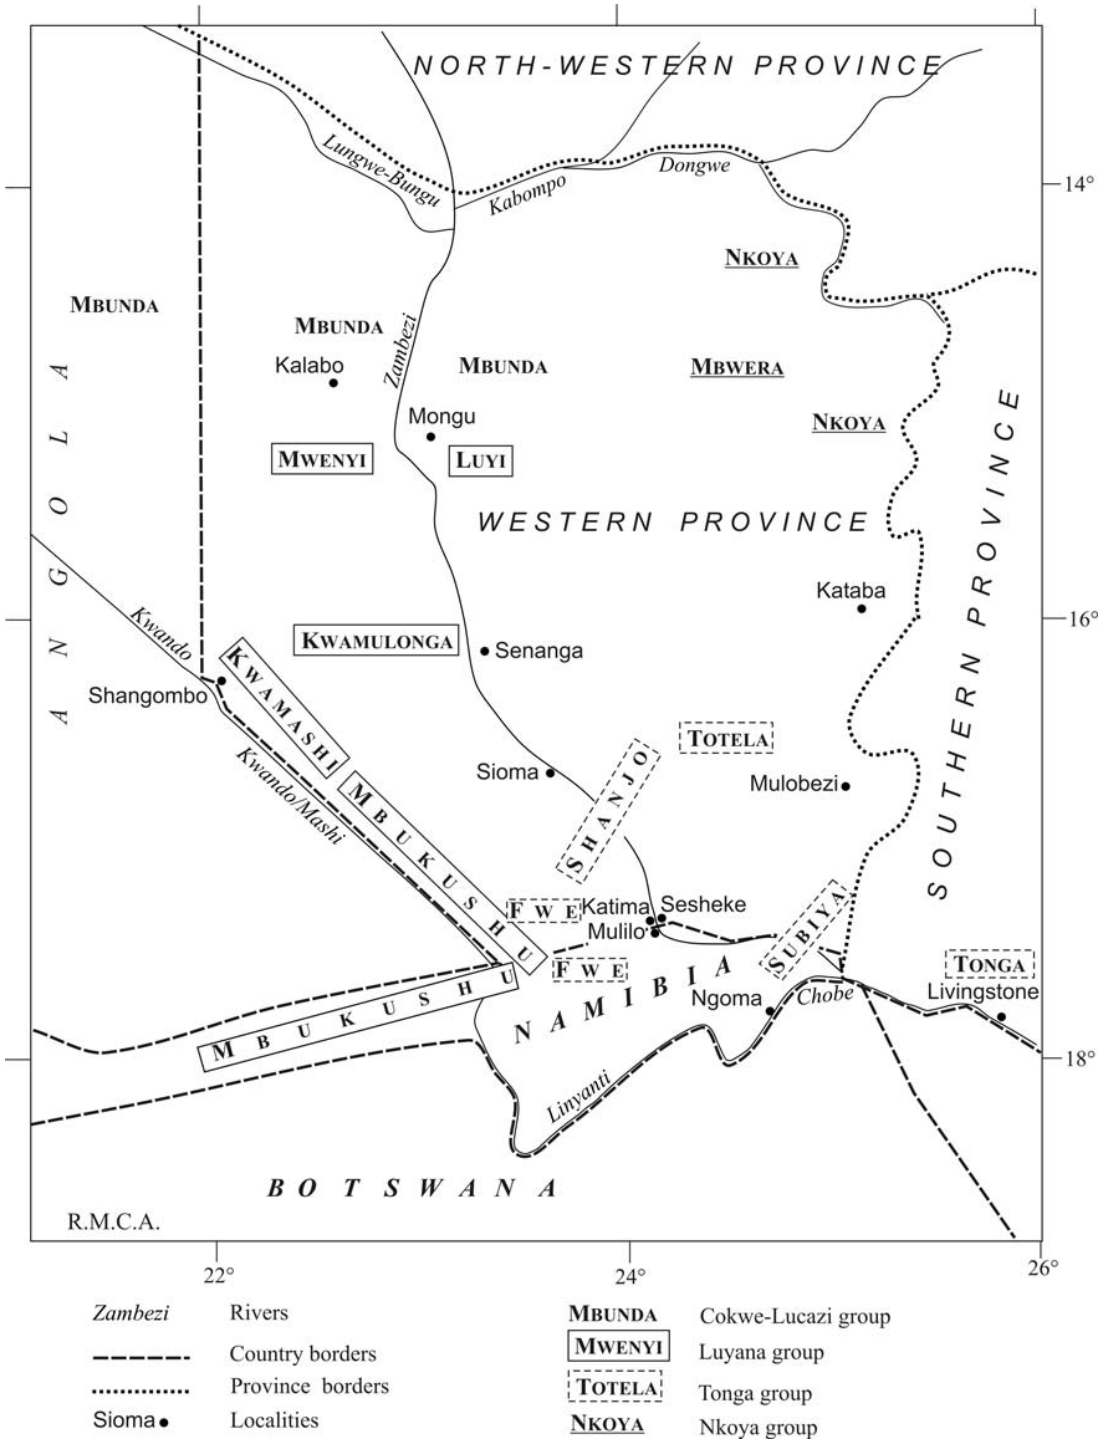 NORTH-WESTERN PROVINCE
Lungwe-Bungu
Kabompo
Dongwe
14°
NKOYA
MBUNDA
MBUNDA
Kalabo
Zambezi
MBUNDA
MBWERA
Mongu
NKOYA
MWENYI
LUYI
ANGOLA
WESTERN PROVINCE
SOUTHERN PROVINCE
Kataba
16°
Kwando
KWAMULONGA
Senanga
Shangombo
KWAMASHI
Kwando/Mashi
TOTELA
Sioma
SHANJO
Mulobezi
MBUKUSHU
FWE
Katima
Mulilo
Sesheke
SUBIYA
FWE
TONGA
Livingstone
MBUKUSHU
NAMIBIA
Ngoma
Chobe
18°
Linyanti
BOTSWANA
R.M.C.A.
22°
24°
26°
Zambezi Rivers
Country borders
Province borders
Sioma Localities
MBUNDA Cokwe-Lucazi group
MWENYI Luyana group
TOTELA Tonga group
NKOYA Nkoya group